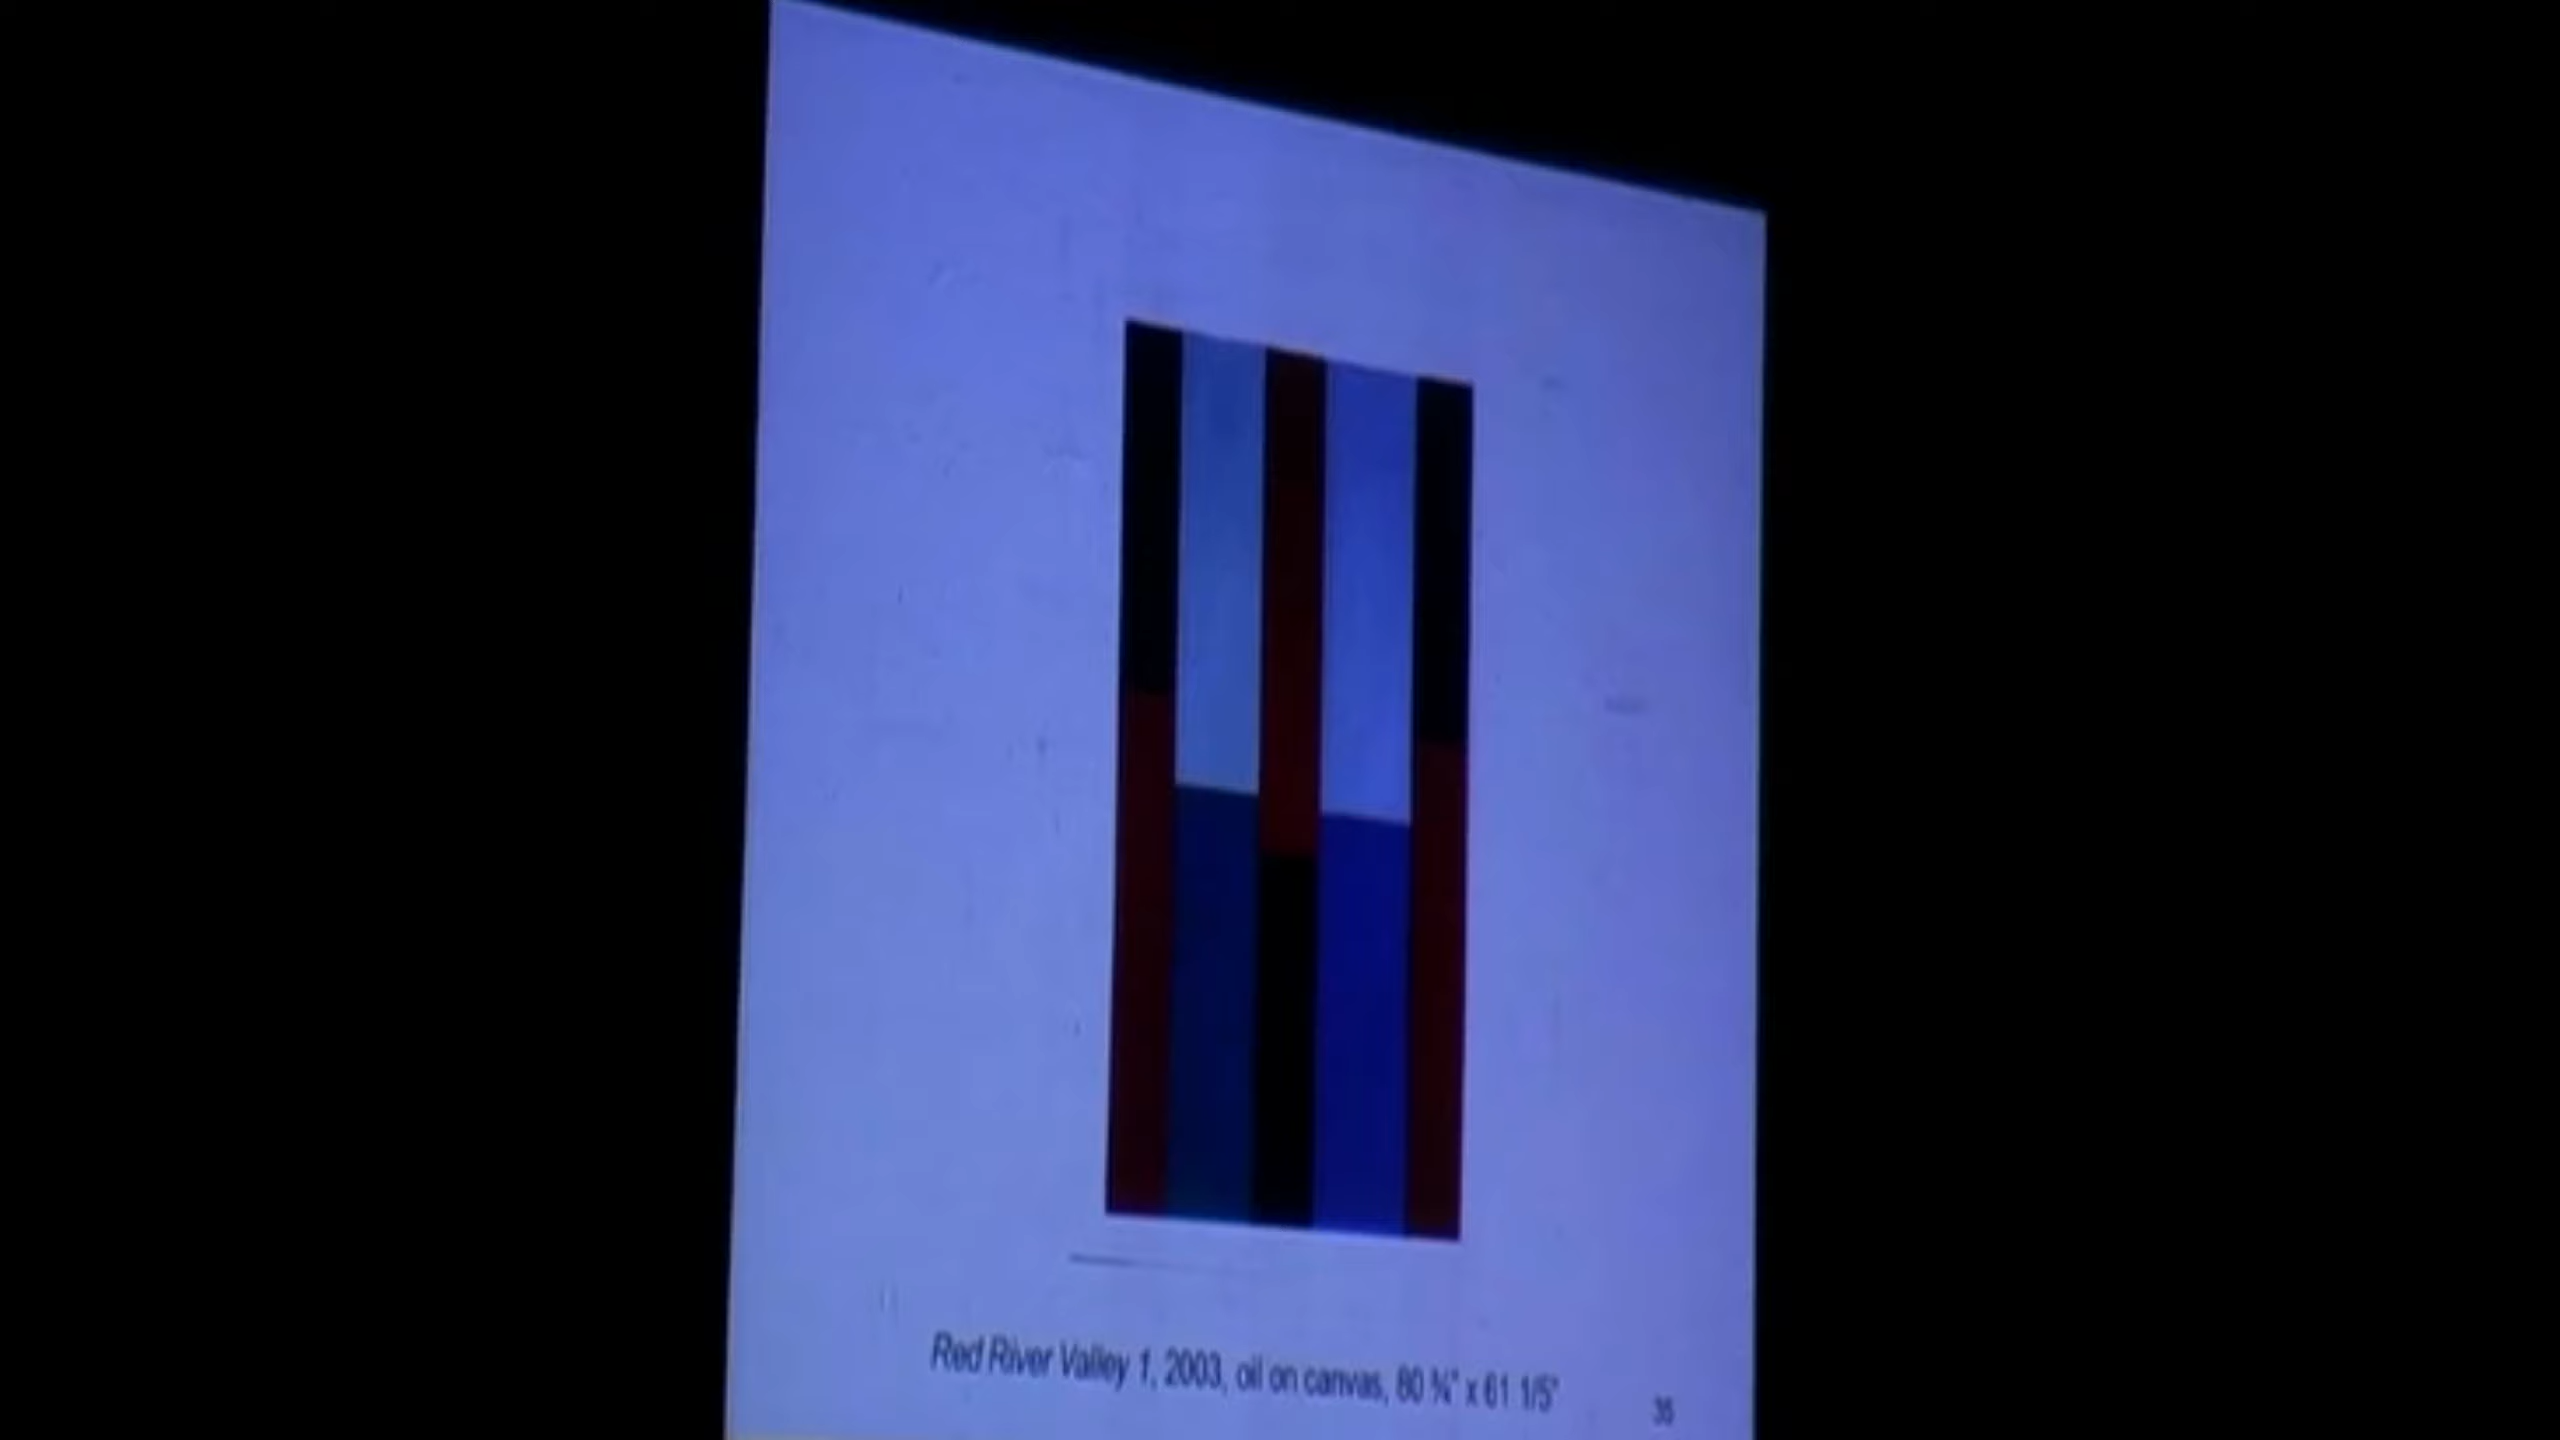 Red River Valley 1, 2003, oil on canvas, 80 ¾" x 61 1/5"
35